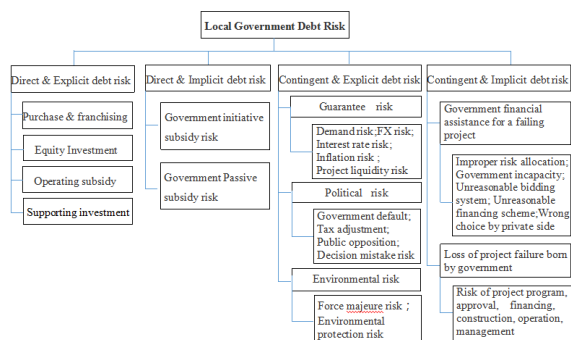 Local Government Debt Risk
Direct & Explicit debt risk
Purchase & franchising
Equity Investment
Operating subsidy
Supporting investment
Direct & Implicit debt risk
Government initiative
subsidy risk
Government Passive
subsidy risk
Contingent & Explicit debt risk
Guarantee risk
Demand risk;FX risk;
Interest rate risk;
Inflation risk ;
Project liquidity risk
Political risk
Government default;
Tax adjustment;
Public opposition;
Decision mistake risk
Environmental risk
Force majeure risk ;
Environmental
protection risk
Contingent & Implicit debt risk
Government financial
assistance for a failing
project
Improper risk allocation;
Government incapacity;
Unreasonable bidding
system; Unreasonable
financing scheme;Wrong
choice by private side
Loss of project failure born
by government
Risk of project program,
approval, financing,
construction, operation,
management